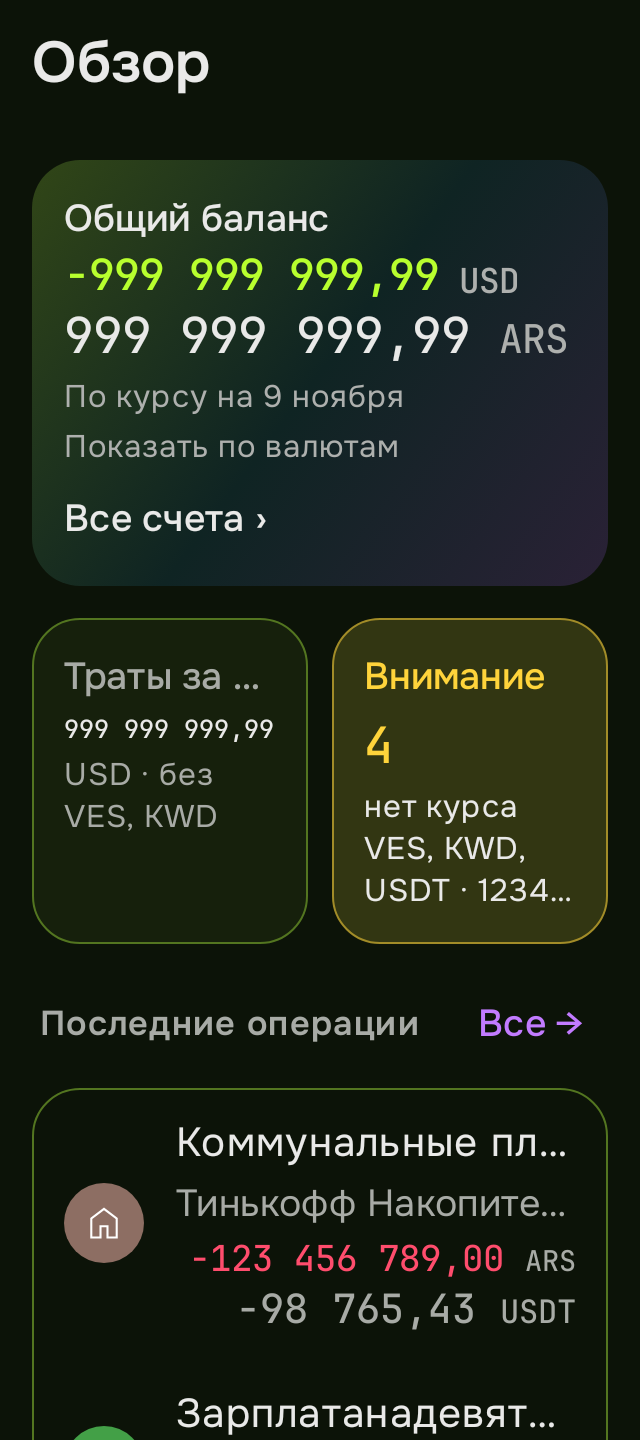 Обзор
Общий баланс
-999 999 999,99 USD
999 999 999,99 ARS
По курсу на 9 ноября
Показать по валютам
Все счета ›
Траты за ...
999 999 999,99
USD · без
VES, KWD
Внимание
4
нет курса
VES, KWD,
USDT · 1234...
Последние операции
Все →
Коммунальные пл...
Тинькофф Накопите...
-123 456 789,00 ARS
-98 765,43 USDT
Зарплатанадевят...